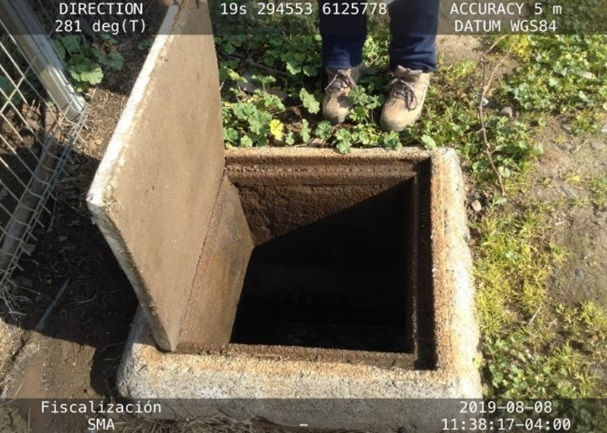 DIRECTION 19s 294553 6125778 ACCURACY 5 m
281 deg(T) DATUM WGS84
Fiscalización 2019-08-08
SMA – 11:38:17-04:00